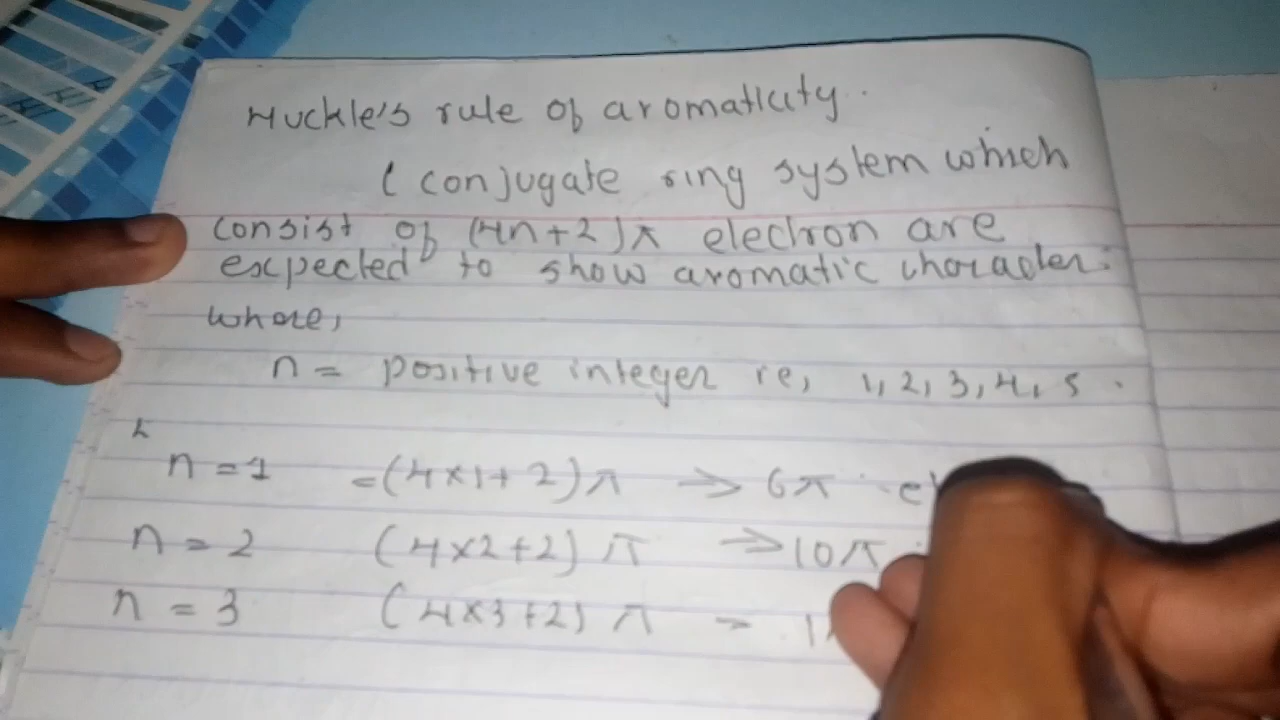 Huckle's rule of aromaticity.
( conjugate ring system which
consist of (4n+2)π electron are
expected to show aromatic character.
where,
n = positive integer ie, 1, 2, 3, 4, 5.
n = 1 = (4×1+2)π ⇒ 6π
n = 2 (4×2+2) π ⇒ 10π
n = 3 (4×3+2) π =